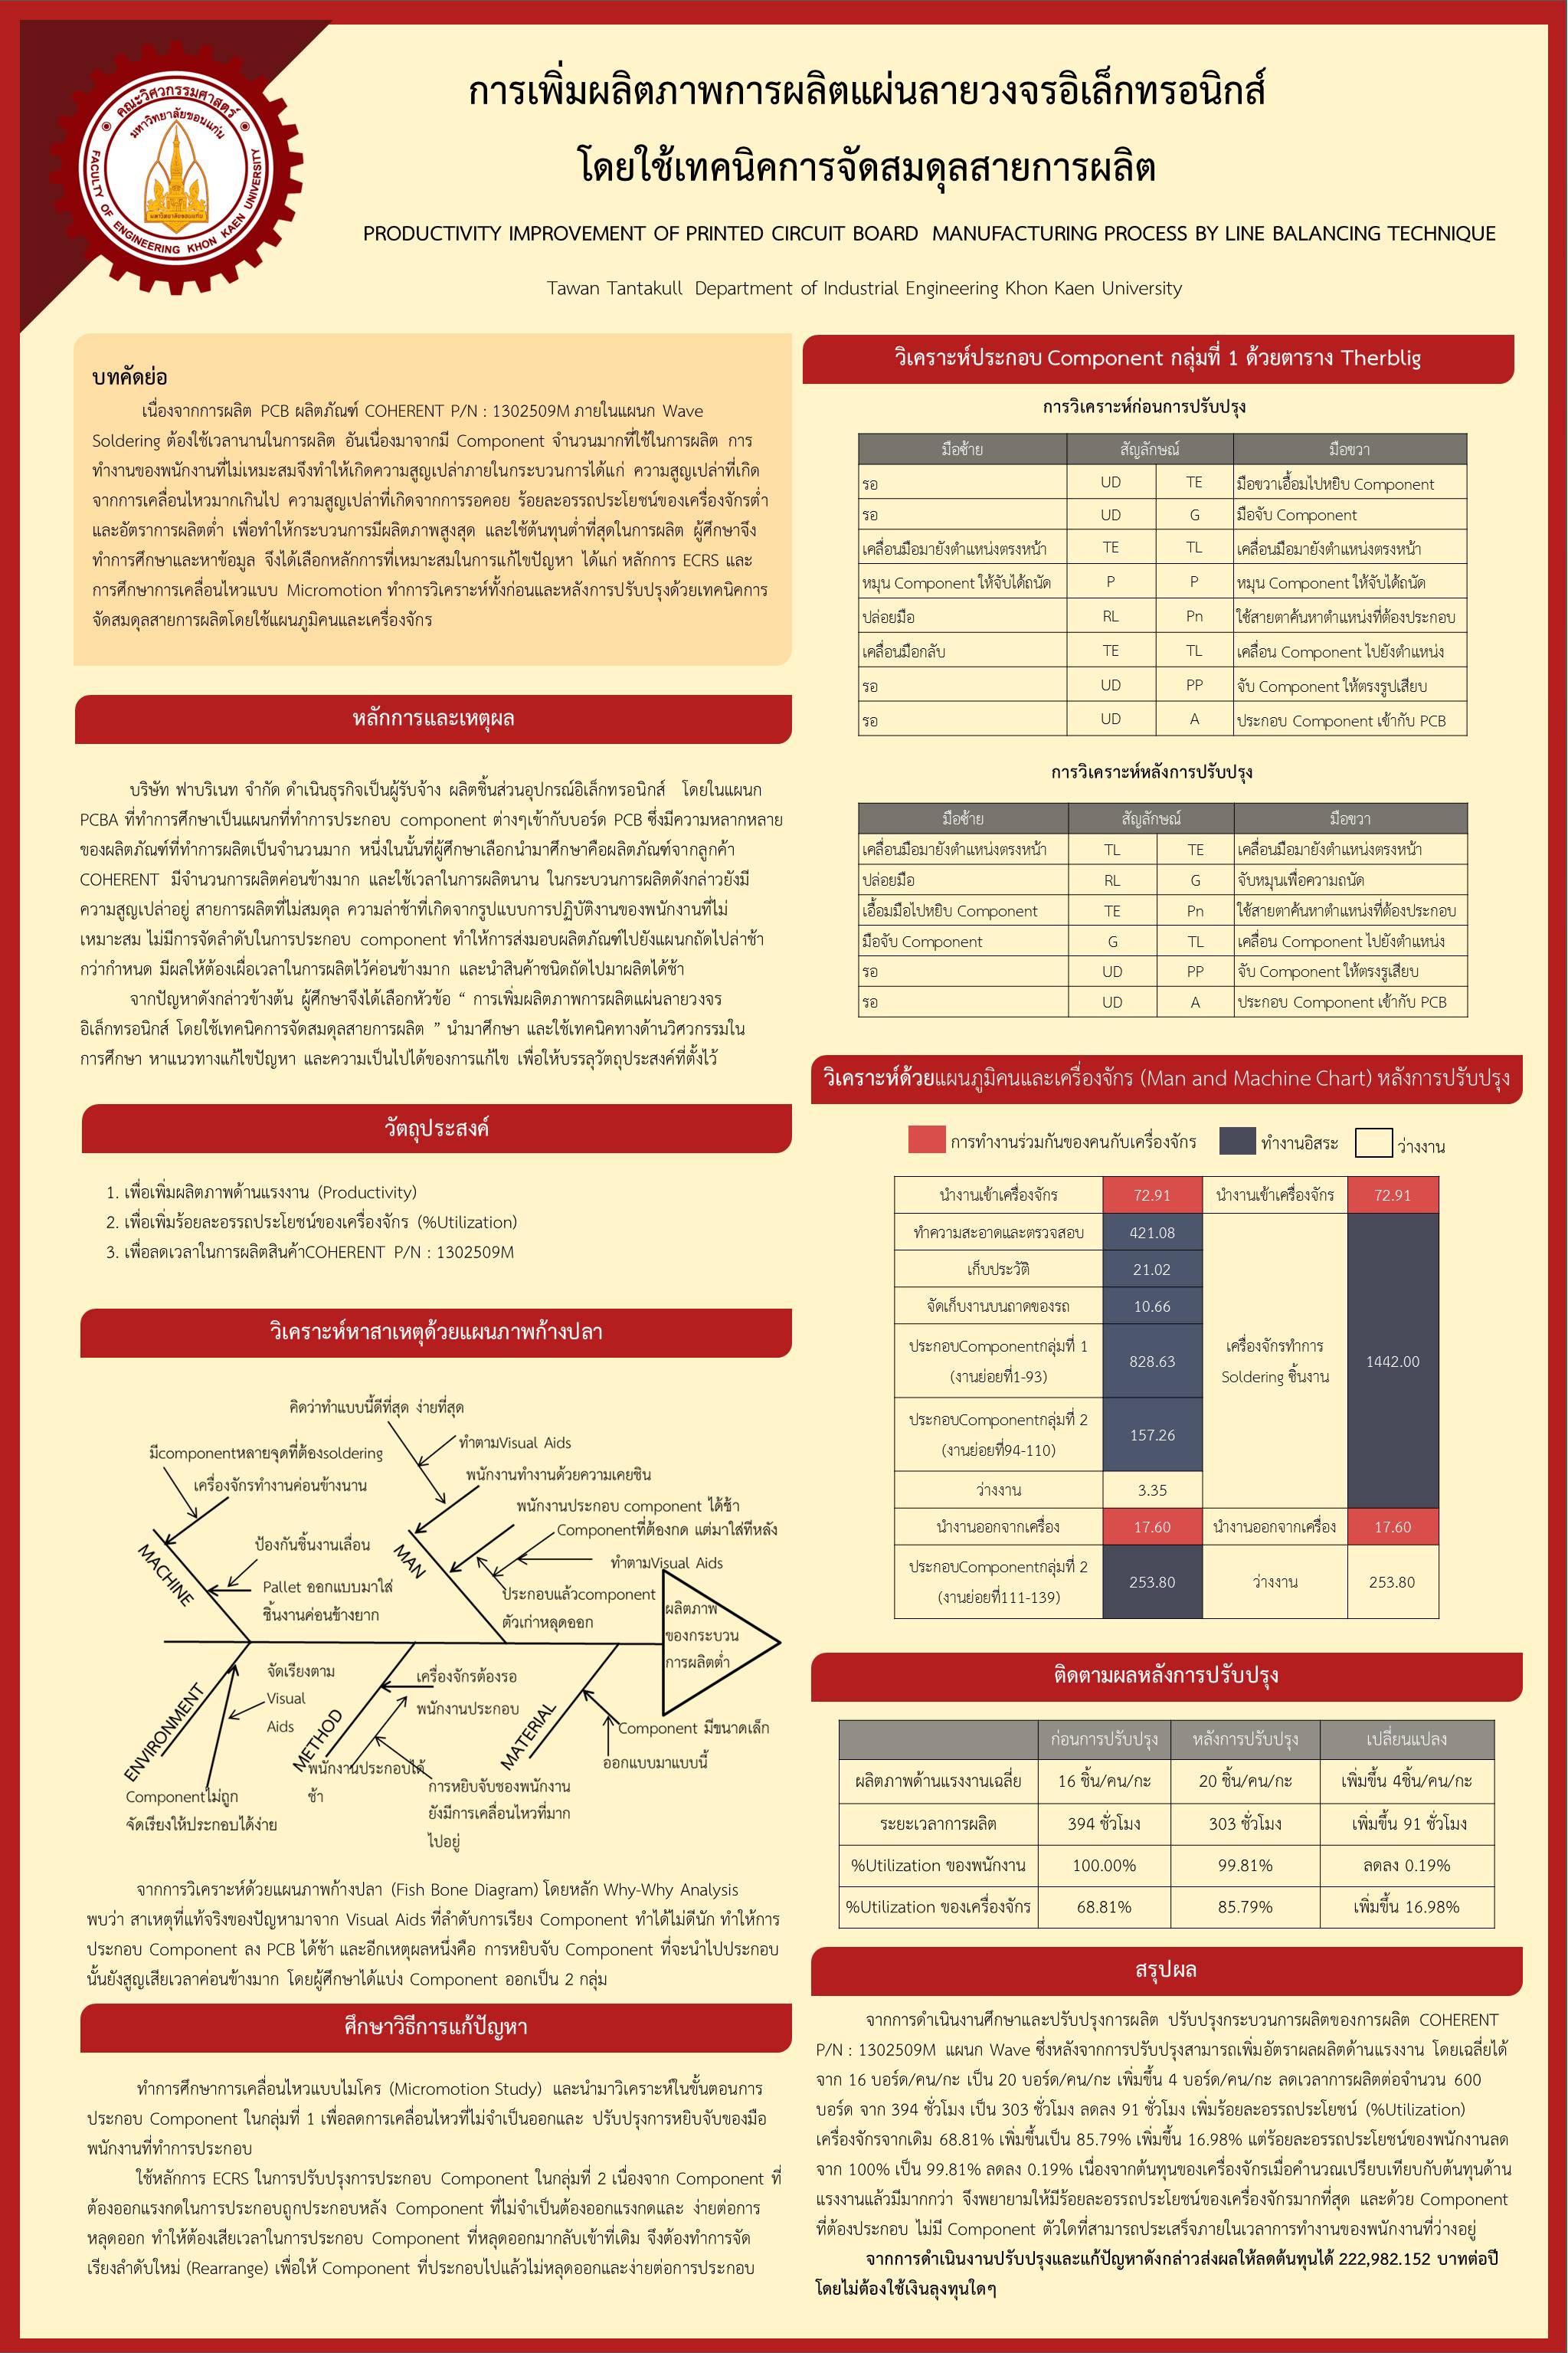 คณะวิศวกรรมศาสตร์
มหาวิทยาลัยขอนแก่น
มหาวิทยาลัยขอนแก่น
FACULTY OF ENGINEERING KHON KAEN UNIVERSITY
การเพิ่มผลิตภาพการผลิตแผ่นลายวงจรอิเล็กทรอนิกส์
โดยใช้เทคนิคการจัดสมดุลสายการผลิต
PRODUCTIVITY IMPROVEMENT OF PRINTED CIRCUIT BOARD MANUFACTURING PROCESS BY LINE BALANCING TECHNIQUE
Tawan Tantakull Department of Industrial Engineering Khon Kaen University
บทคัดย่อ
เนื่องจากการผลิต PCB ผลิตภัณฑ์ COHERENT P/N : 1302509M ภายในแผนก Wave
Soldering ต้องใช้เวลานานในการผลิต อันเนื่องมาจากมี Component จำนวนมากที่ใช้ในการผลิต การ
ทำงานของพนักงานที่ไม่เหมาะสมจึงทำให้เกิดความสูญเปล่าภายในกระบวนการได้แก่ ความสูญเปล่าที่เกิด
จากการเคลื่อนไหวมากเกินไป ความสูญเปล่าที่เกิดจากการรอคอย ร้อยละอรรถประโยชน์ของเครื่องจักรต่ำ
และอัตราการผลิตต่ำ เพื่อทำให้กระบวนการมีผลิตภาพสูงสุด และใช้ต้นทุนต่ำที่สุดในการผลิต ผู้ศึกษาจึง
ทำการศึกษาและหาข้อมูล จึงได้เลือกหลักการที่เหมาะสมในการแก้ไขปัญหา ได้แก่ หลักการ ECRS และ
การศึกษาการเคลื่อนไหวแบบ Micromotion ทำการวิเคราะห์ทั้งก่อนและหลังการปรับปรุงด้วยเทคนิคการ
จัดสมดุลสายการผลิตโดยใช้แผนภูมิคนและเครื่องจักร
หลักการและเหตุผล
บริษัท ฟาบริเนท จำกัด ดำเนินธุรกิจเป็นผู้รับจ้าง ผลิตชิ้นส่วนอุปกรณ์อิเล็กทรอนิกส์ โดยในแผนก
PCBA ที่ทำการศึกษาเป็นแผนกที่ทำการประกอบ component ต่างๆเข้ากับบอร์ด PCB ซึ่งมีความหลากหลาย
ของผลิตภัณฑ์ที่ทำการผลิตเป็นจำนวนมาก หนึ่งในนั้นที่ผู้ศึกษาเลือกนำมาศึกษาคือผลิตภัณฑ์จากลูกค้า
COHERENT มีจำนวนการผลิตค่อนข้างมาก และใช้เวลาในการผลิตนาน ในกระบวนการผลิตดังกล่าวยังมี
ความสูญเปล่าอยู่ สายการผลิตที่ไม่สมดุล ความล่าช้าที่เกิดจากรูปแบบการปฏิบัติงานของพนักงานที่ไม่
เหมาะสม ไม่มีการจัดลำดับในการประกอบ component ทำให้การส่งมอบผลิตภัณฑ์ไปยังแผนกถัดไปล่าช้า
กว่ากำหนด มีผลให้ต้องเผื่อเวลาในการผลิตไว้ค่อนข้างมาก และนำสินค้าชนิดถัดไปมาผลิตได้ช้า
จากปัญหาดังกล่าวข้างต้น ผู้ศึกษาจึงได้เลือกหัวข้อ “ การเพิ่มผลิตภาพการผลิตแผ่นลายวงจร
อิเล็กทรอนิกส์ โดยใช้เทคนิคการจัดสมดุลสายการผลิต ” นำมาศึกษา และใช้เทคนิคทางด้านวิศวกรรมใน
การศึกษา หาแนวทางแก้ไขปัญหา และความเป็นไปได้ของการแก้ไข เพื่อให้บรรลุวัตถุประสงค์ที่ตั้งไว้
วัตถุประสงค์
1. เพื่อเพิ่มผลิตภาพด้านแรงงาน (Productivity)
2. เพื่อเพิ่มร้อยละอรรถประโยชน์ของเครื่องจักร (%Utilization)
3. เพื่อลดเวลาในการผลิตสินค้าCOHERENT P/N : 1302509M
วิเคราะห์หาสาเหตุด้วยแผนภาพก้างปลา
คิดว่าทำแบบนี้ดีที่สุด ง่ายที่สุด
ทำตามVisual Aids
มีcomponentหลายจุดที่ต้องsoldering
พนักงานทำงานด้วยความเคยชิน
เครื่องจักรทำงานค่อนข้างนาน
พนักงานประกอบ component ได้ช้า
Componentที่ต้องกด แต่มาใส่ทีหลัง
ป้องกันชิ้นงานเลื่อน
MACHINE
MAN
ทำตามVisual Aids
Pallet ออกแบบมาใส่
ชิ้นงานค่อนข้างยาก
ประกอบแล้วcomponent
ตัวเก่าหลุดออก
ผลิตภาพ
ของกระบวน
การผลิตต่ำ
จัดเรียงตาม
Visual
Aids
เครื่องจักรต้องรอ
พนักงานประกอบ
ENVIRONMENT
METHOD
MATERIAL
Component มีขนาดเล็ก
ออกแบบมาแบบนี้
พนักงานประกอบได้
ช้า
Componentไม่ถูก
จัดเรียงให้ประกอบได้ง่าย
การหยิบจับของพนักงาน
ยังมีการเคลื่อนไหวที่มาก
ไปอยู่
จากการวิเคราะห์ด้วยแผนภาพก้างปลา (Fish Bone Diagram) โดยหลัก Why-Why Analysis
พบว่า สาเหตุที่แท้จริงของปัญหามาจาก Visual Aids ที่ลำดับการเรียง Component ทำได้ไม่ดีนัก ทำให้การ
ประกอบ Component ลง PCB ได้ช้า และอีกเหตุผลหนึ่งคือ การหยิบจับ Component ที่จะนำไปประกอบ
นั้นยังสูญเสียเวลาค่อนข้างมาก โดยผู้ศึกษาได้แบ่ง Component ออกเป็น 2 กลุ่ม
ศึกษาวิธีการแก้ปัญหา
ทำการศึกษาการเคลื่อนไหวแบบไมโคร (Micromotion Study) และนำมาวิเคราะห์ในขั้นตอนการ
ประกอบ Component ในกลุ่มที่ 1 เพื่อลดการเคลื่อนไหวที่ไม่จำเป็นออกและ ปรับปรุงการหยิบจับของมือ
พนักงานที่ทำการประกอบ
ใช้หลักการ ECRS ในการปรับปรุงการประกอบ Component ในกลุ่มที่ 2 เนื่องจาก Component ที่
ต้องออกแรงกดในการประกอบถูกประกอบหลัง Component ที่ไม่จำเป็นต้องออกแรงกดและ ง่ายต่อการ
หลุดออก ทำให้ต้องเสียเวลาในการประกอบ Component ที่หลุดออกมากลับเข้าที่เดิม จึงต้องทำการจัด
เรียงลำดับใหม่ (Rearrange) เพื่อให้ Component ที่ประกอบไปแล้วไม่หลุดออกและง่ายต่อการประกอบ
วิเคราะห์ประกอบ Component กลุ่มที่ 1 ด้วยตาราง Therblig
การวิเคราะห์ก่อนการปรับปรุง
มือซ้าย สัญลักษณ์ มือขวา
รอ UD TE มือขวาเอื้อมไปหยิบ Component
รอ UD G มือจับ Component
เคลื่อนมือมายังตำแหน่งตรงหน้า TE TL เคลื่อนมือมายังตำแหน่งตรงหน้า
หมุน Component ให้จับได้ถนัด P P หมุน Component ให้จับได้ถนัด
ปล่อยมือ RL Pn ใช้สายตาค้นหาตำแหน่งที่ต้องประกอบ
เคลื่อนมือกลับ TE TL เคลื่อน Component ไปยังตำแหน่ง
รอ UD PP จับ Component ให้ตรงรูปเสียบ
รอ UD A ประกอบ Component เข้ากับ PCB
การวิเคราะห์หลังการปรับปรุง
มือซ้าย สัญลักษณ์ มือขวา
เคลื่อนมือมายังตำแหน่งตรงหน้า TL TE เคลื่อนมือมายังตำแหน่งตรงหน้า
ปล่อยมือ RL G จับหมุนเพื่อความถนัด
เอื้อมมือไปหยิบ Component TE Pn ใช้สายตาค้นหาตำแหน่งที่ต้องประกอบ
มือจับ Component G TL เคลื่อน Component ไปยังตำแหน่ง
รอ UD PP จับ Component ให้ตรงรูเสียบ
รอ UD A ประกอบ Component เข้ากับ PCB
วิเคราะห์ด้วยแผนภูมิคนและเครื่องจักร (Man and Machine Chart) หลังการปรับปรุง
การทำงานร่วมกันของคนกับเครื่องจักร ทำงานอิสระ ว่างงาน
นำงานเข้าเครื่องจักร 72.91 นำงานเข้าเครื่องจักร 72.91
ทำความสะอาดและตรวจสอบ 421.08
เก็บประวัติ 21.02
จัดเก็บงานบนถาดของรถ 10.66
ประกอบComponentกลุ่มที่ 1
(งานย่อยที่1-93) 828.63
เครื่องจักรทำการ
Soldering ชิ้นงาน 1442.00
ประกอบComponentกลุ่มที่ 2
(งานย่อยที่94-110) 157.26
ว่างงาน 3.35
นำงานออกจากเครื่อง 17.60 นำงานออกจากเครื่อง 17.60
ประกอบComponentกลุ่มที่ 2
(งานย่อยที่111-139) 253.80 ว่างงาน 253.80
ติดตามผลหลังการปรับปรุง
ก่อนการปรับปรุง หลังการปรับปรุง เปลี่ยนแปลง
ผลิตภาพด้านแรงงานเฉลี่ย 16 ชิ้น/คน/กะ 20 ชิ้น/คน/กะ เพิ่มขึ้น 4ชิ้น/คน/กะ
ระยะเวลาการผลิต 394 ชั่วโมง 303 ชั่วโมง เพิ่มขึ้น 91 ชั่วโมง
%Utilization ของพนักงาน 100.00% 99.81% ลดลง 0.19%
%Utilization ของเครื่องจักร 68.81% 85.79% เพิ่มขึ้น 16.98%
สรุปผล
จากการดำเนินงานศึกษาและปรับปรุงการผลิต ปรับปรุงกระบวนการผลิตของการผลิต COHERENT
P/N : 1302509M แผนก Wave ซึ่งหลังจากการปรับปรุงสามารถเพิ่มอัตราผลผลิตด้านแรงงาน โดยเฉลี่ยได้
จาก 16 บอร์ด/คน/กะ เป็น 20 บอร์ด/คน/กะ เพิ่มขึ้น 4 บอร์ด/คน/กะ ลดเวลาการผลิตต่อจำนวน 600
บอร์ด จาก 394 ชั่วโมง เป็น 303 ชั่วโมง ลดลง 91 ชั่วโมง เพิ่มร้อยละอรรถประโยชน์ (%Utilization)
เครื่องจักรจากเดิม 68.81% เพิ่มขึ้นเป็น 85.79% เพิ่มขึ้น 16.98% แต่ร้อยละอรรถประโยชน์ของพนักงานลด
จาก 100% เป็น 99.81% ลดลง 0.19% เนื่องจากต้นทุนของเครื่องจักรเมื่อคำนวณเปรียบเทียบกับต้นทุนด้าน
แรงงานแล้วมีมากกว่า จึงพยายามให้มีร้อยละอรรถประโยชน์ของเครื่องจักรมากที่สุด และด้วย Component
ที่ต้องประกอบ ไม่มี Component ตัวใดที่สามารถประเสร็จภายในเวลาการทำงานของพนักงานที่ว่างอยู่
จากการดำเนินงานปรับปรุงและแก้ปัญหาดังกล่าวส่งผลให้ลดต้นทุนได้ 222,982.152 บาทต่อปี
โดยไม่ต้องใช้เงินลุงทุนใดๆ